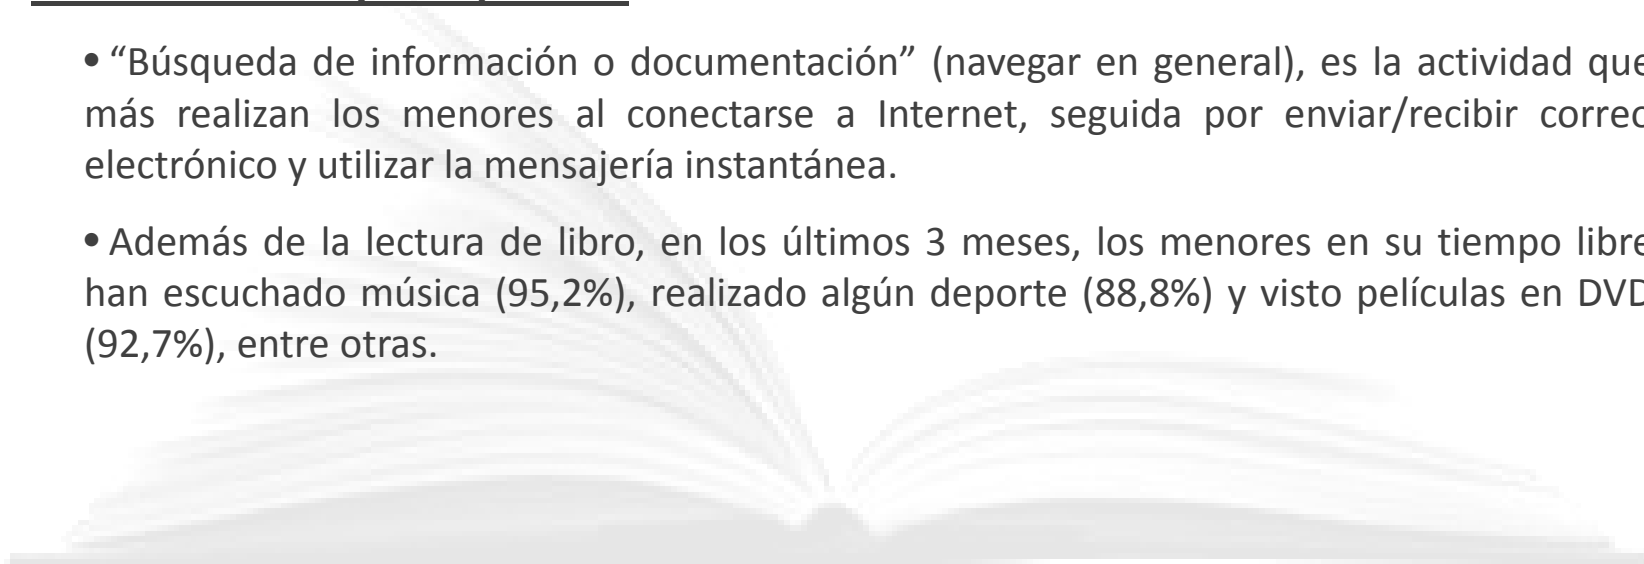 • “Búsqueda de información o documentación” (navegar en general), es la actividad que
más realizan los menores al conectarse a Internet, seguida por enviar/recibir correo
electrónico y utilizar la mensajería instantánea.
• Además de la lectura de libro, en los últimos 3 meses, los menores en su tiempo libre
han escuchado música (95,2%), realizado algún deporte (88,8%) y visto películas en DVD
(92,7%), entre otras.